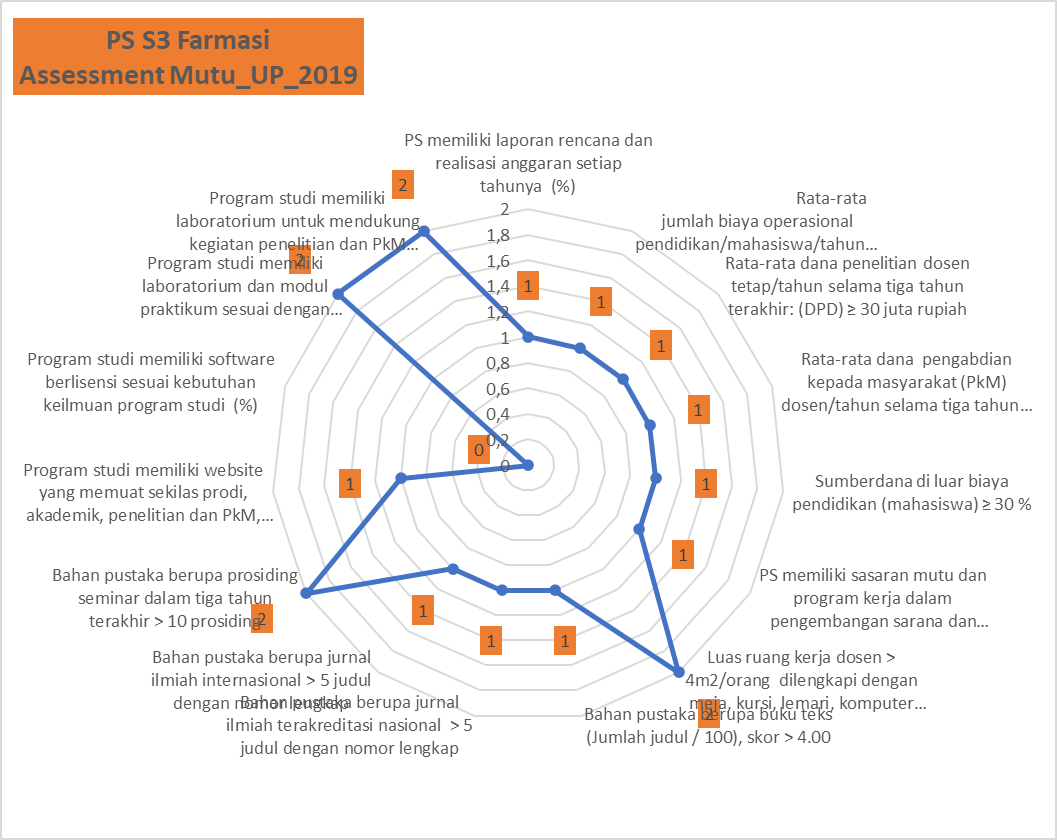 PS S3 Farmasi
Assessment Mutu_UP_2019
PS memiliki laporan rencana dan
realisasi anggaran setiap
tahunya (%)
Rata-rata
jumlah biaya operasional
pendidikan/mahasiswa/tahun...
Rata-rata dana penelitian dosen
tetap/tahun selama tiga tahun
terakhir: (DPD) ≥ 30 juta rupiah
Rata-rata dana pengabdian
kepada masyarakat (PkM)
dosen/tahun selama tiga tahun...
Sumberdana di luar biaya
pendidikan (mahasiswa) ≥ 30 %
PS memiliki sasaran mutu dan
program kerja dalam
pengembangan sarana dan...
Luas ruang kerja dosen >
4m2/orang dilengkapi dengan
meja, kursi, lemari, komputer...
Bahan pustaka berupa buku teks
(Jumlah judul / 100), skor > 4.00
Bahan pustaka berupa jurnal
ilmiah terakreditasi nasional > 5
judul dengan nomor lengkap
Bahan pustaka berupa jurnal
ilmiah internasional > 5 judul
dengan nomor lengkap
Bahan pustaka berupa prosiding
seminar dalam tiga tahun
terakhir > 10 prosiding
Program studi memiliki website
yang memuat sekilas prodi,
akademik, penelitian dan PkM,...
Program studi memiliki software
berlisensi sesuai kebutuhan
keilmuan program studi (%)
Program studi memiliki
laboratorium dan modul
praktikum sesuai dengan...
Program studi memiliki
laboratorium untuk mendukung
kegiatan penelitian dan PkM...
2
1,8
1,6
1,4
1,2
1
0,8
0,6
0,4
0,2
0
1
1
1
1
1
1
2
1
1
1
2
1
0
2
2